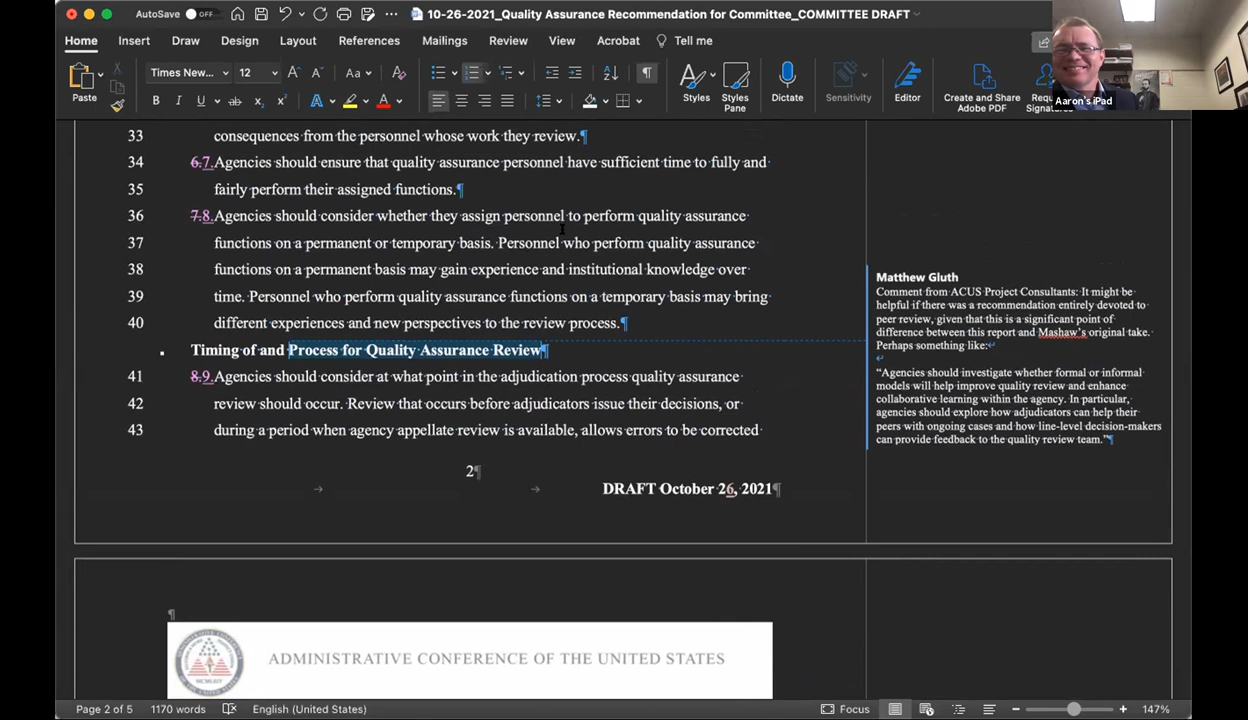 AutoSave OFF 10-26-2021_Quality Assurance Recommendation for Committee_COMMITTEE DRAFT
Home Insert Draw Design Layout References Mailings Review View Acrobat Tell me
Paste Times New... 12 Styles Styles Pane Dictate Sensitivity Editor Create and Share Adobe PDF
Aaron's iPad
33 consequences from the personnel whose work they review.¶
34 6.7.Agencies should ensure that quality assurance personnel have sufficient time to fully and
35 fairly perform their assigned functions.¶
36 7.8.Agencies should consider whether they assign personnel to perform quality assurance
37 functions on a permanent or temporary basis. Personnel who perform quality assurance
38 functions on a permanent basis may gain experience and institutional knowledge over
39 time. Personnel who perform quality assurance functions on a temporary basis may bring
40 different experiences and new perspectives to the review process.¶
Timing of and Process for Quality Assurance Review¶
41 8.9.Agencies should consider at what point in the adjudication process quality assurance
42 review should occur. Review that occurs before adjudicators issue their decisions, or
43 during a period when agency appellate review is available, allows errors to be corrected
2¶
DRAFT October 26, 2021¶
Matthew Gluth
Comment from ACUS Project Consultants: It might be
helpful if there was a recommendation entirely devoted to
peer review, given that this is a significant point of
difference between this report and Mashaw's original take.
Perhaps something like:
“Agencies should investigate whether formal or informal
models will help improve quality review and enhance
collaborative learning within the agency. In particular,
agencies should explore how adjudicators can help their
peers with ongoing cases and how line-level decision-makers
can provide feedback to the quality review team.”¶
¶
ADMINISTRATIVE CONFERENCE OF THE UNITED STATES
Page 2 of 5 1170 words English (United States) Focus 147%